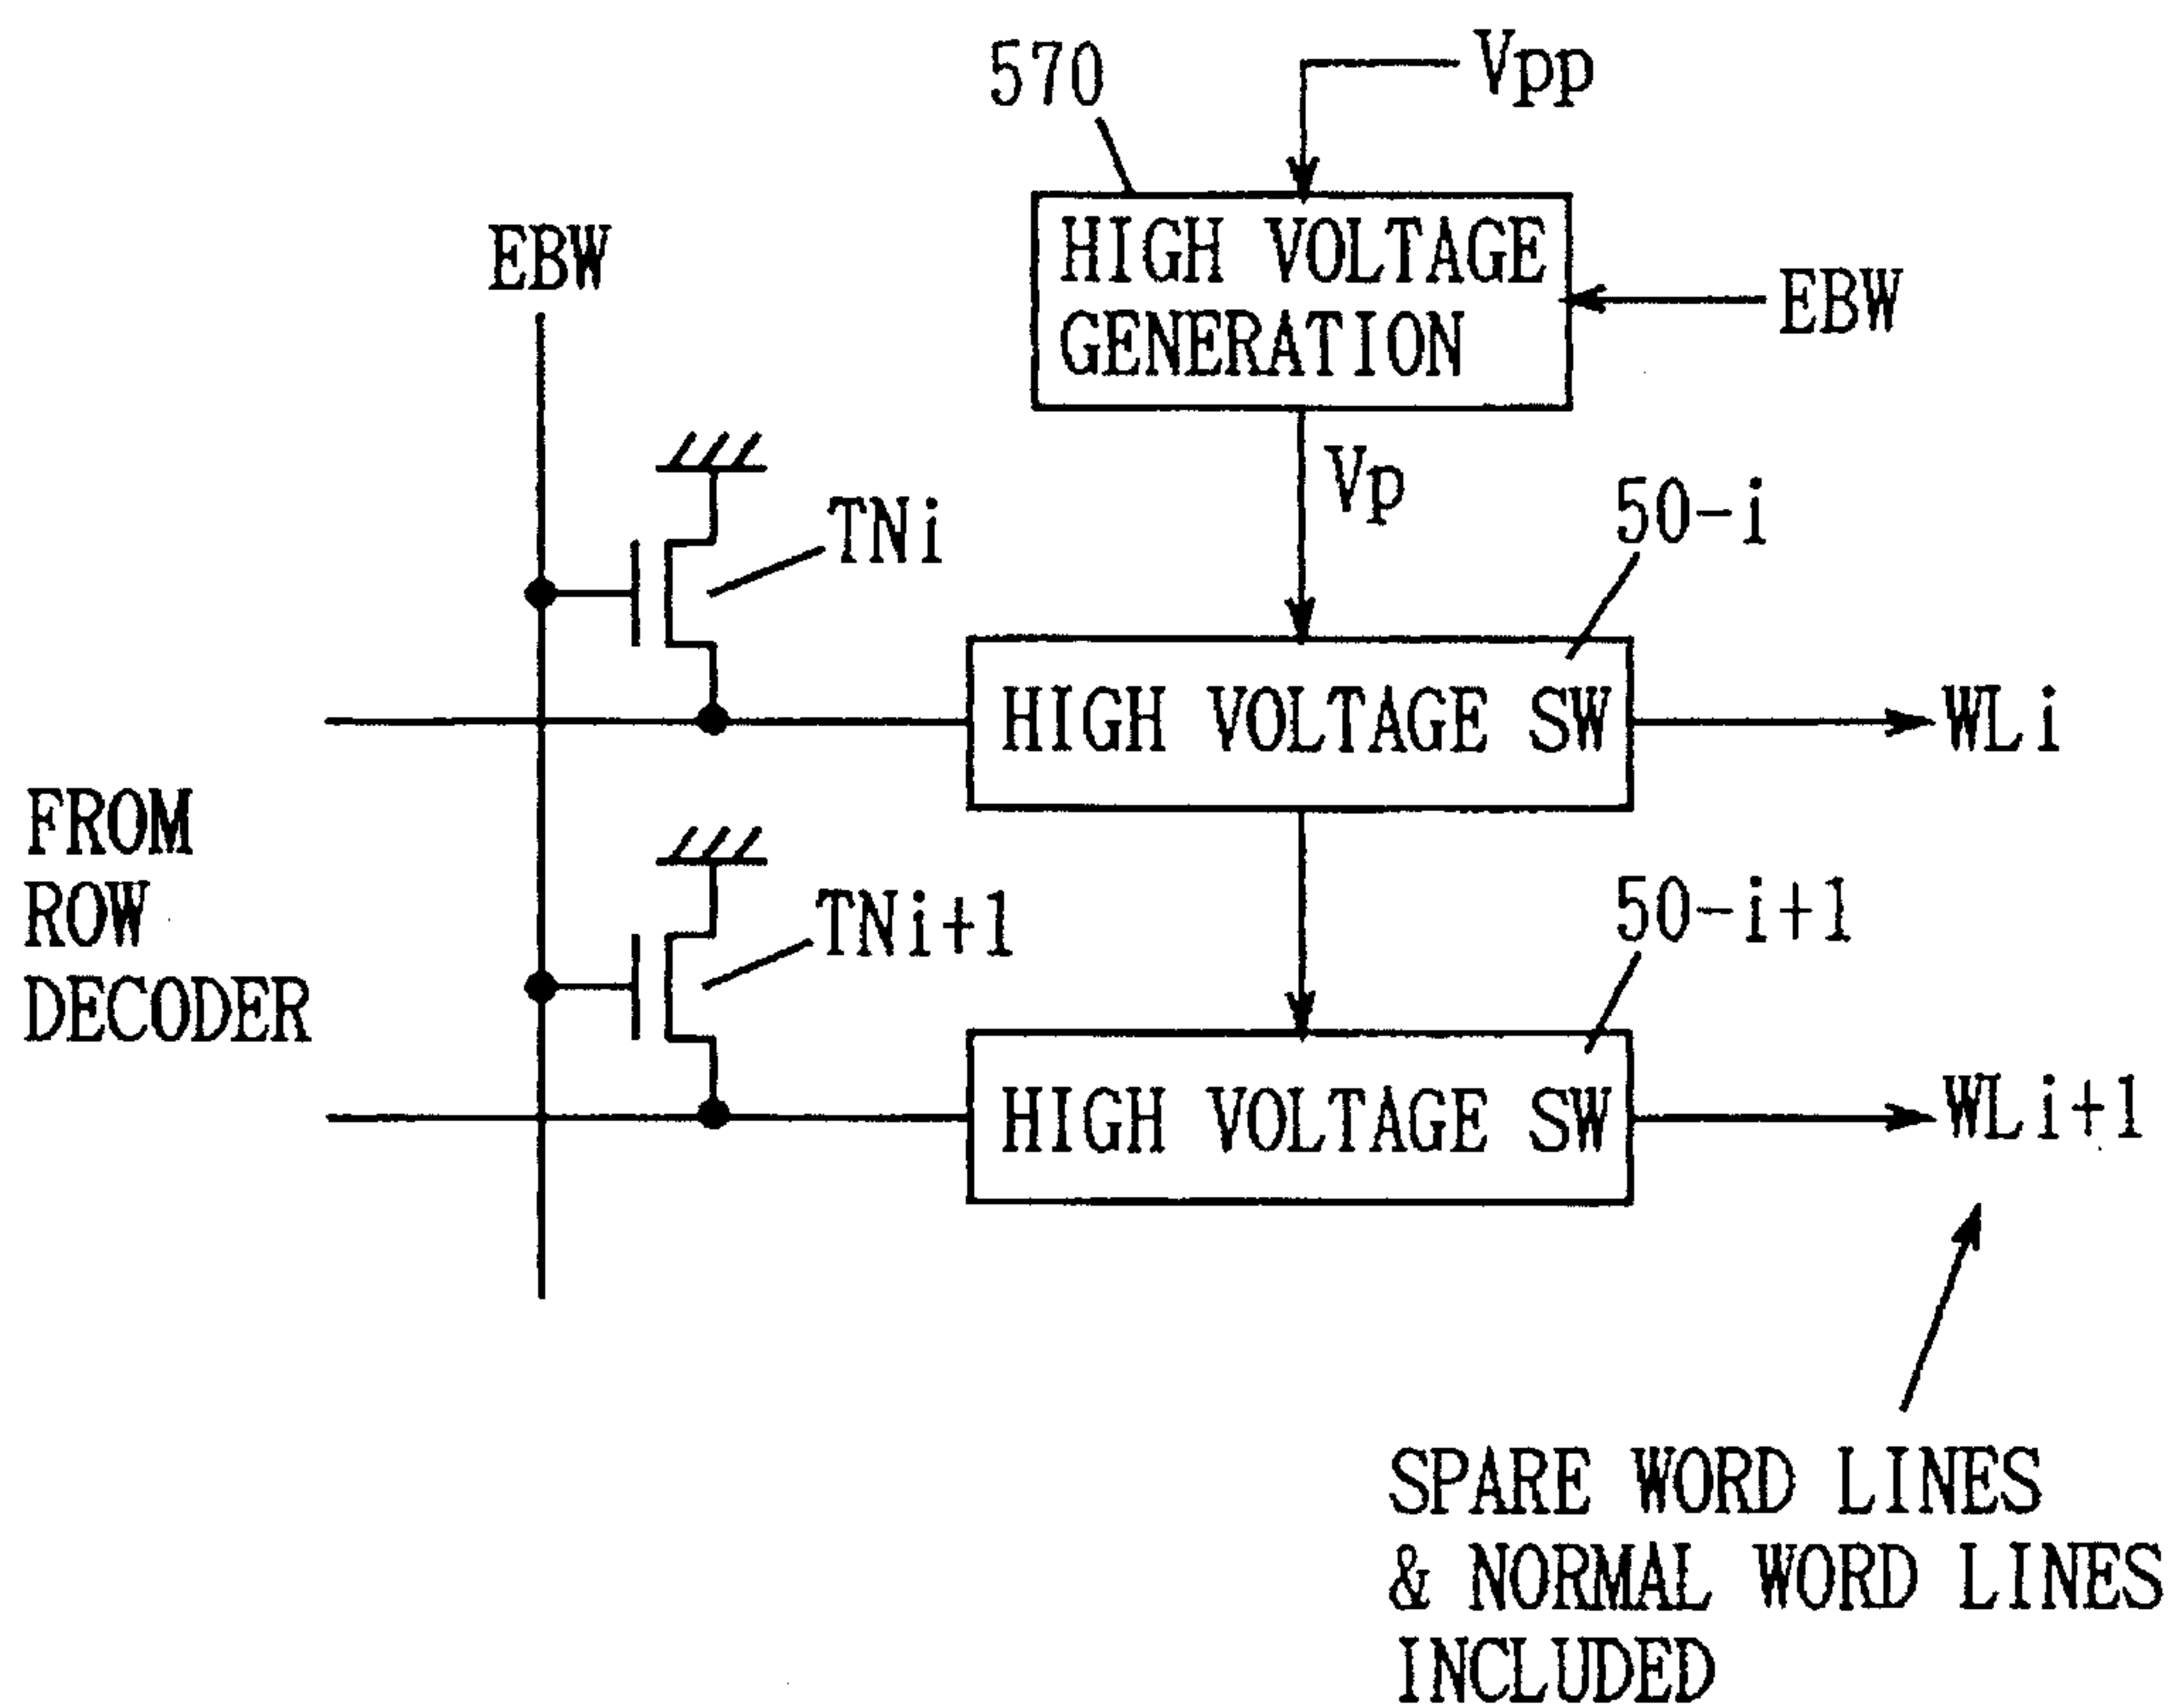 570
Vpp
HIGH VOLTAGE
GENERATION
EBW
EBW
Vp
TNi
50-i
HIGH VOLTAGE SW
WLi
FROM
ROW
DECODER
TNi+1
50-i+1
HIGH VOLTAGE SW
WLi+1
SPARE WORD LINES
& NORMAL WORD LINES
INCLUDED